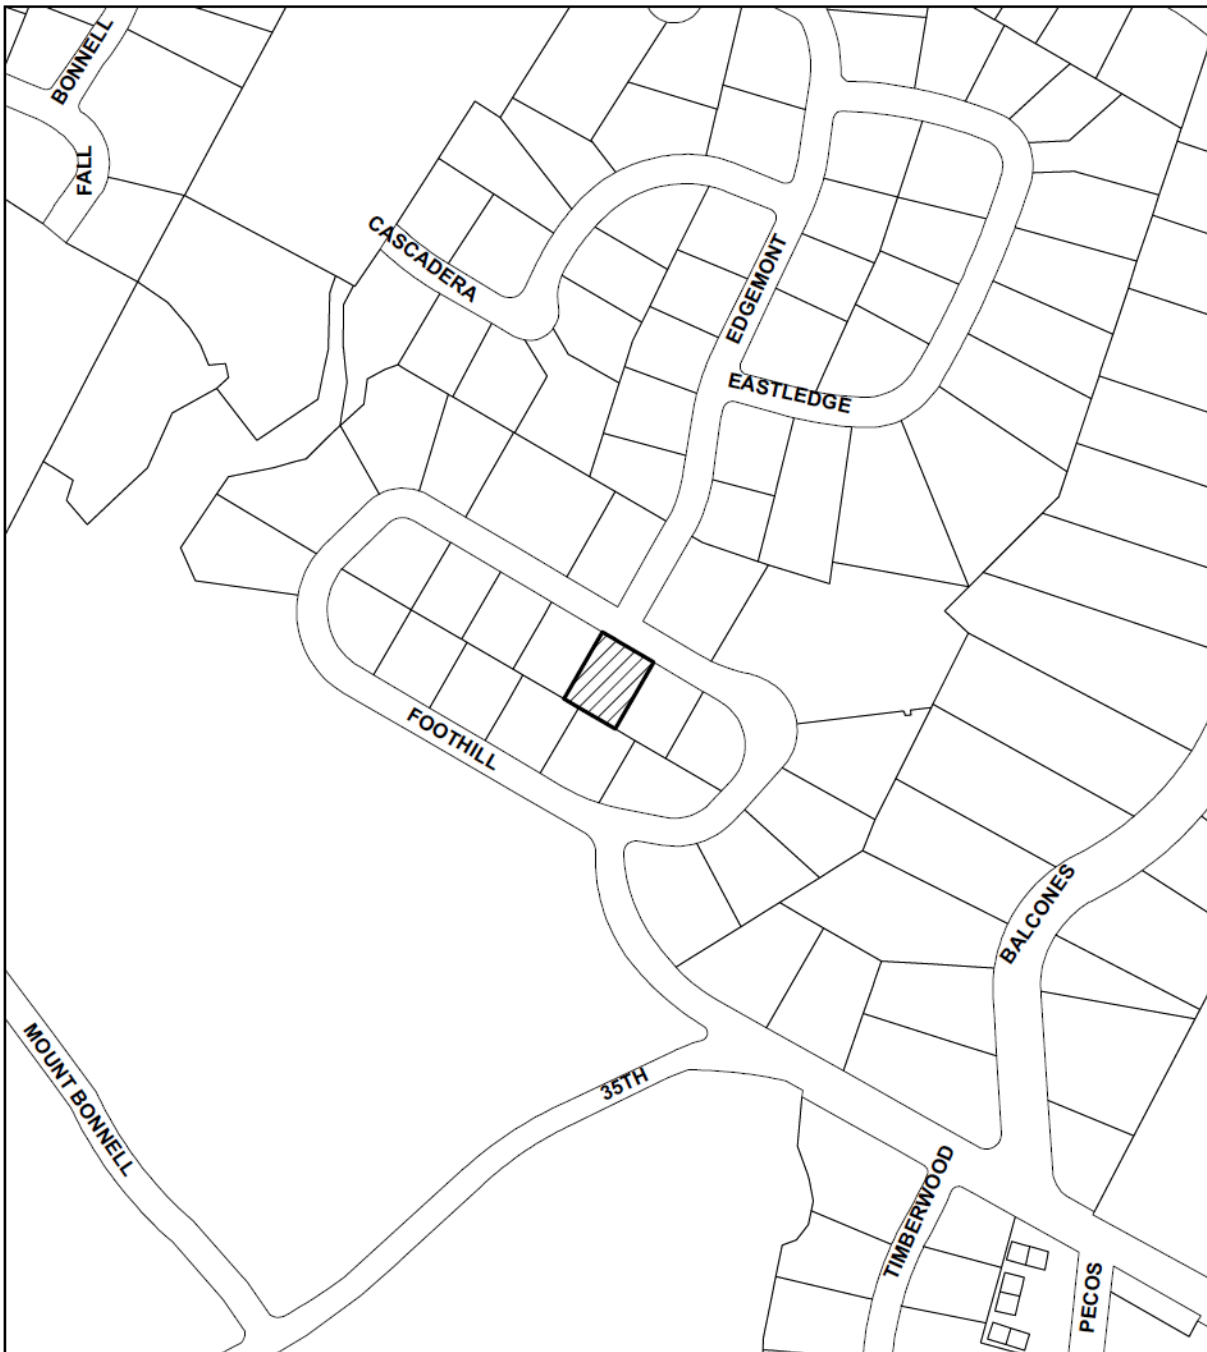 BONNELL
FALL
CASCADERA
EDGEMONT
EASTLEDGE
FOOTHILL
BALCONES
MOUNT BONNELL
35TH
TIMBERWOOD
PECOS